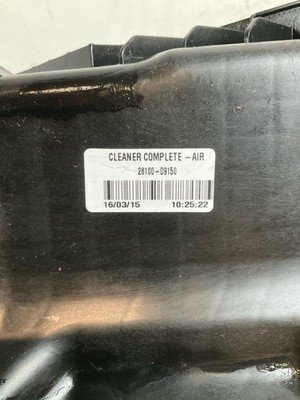 CLEANER COMPLETE - AIR
28100-D9150
16/03/15 10:25:22